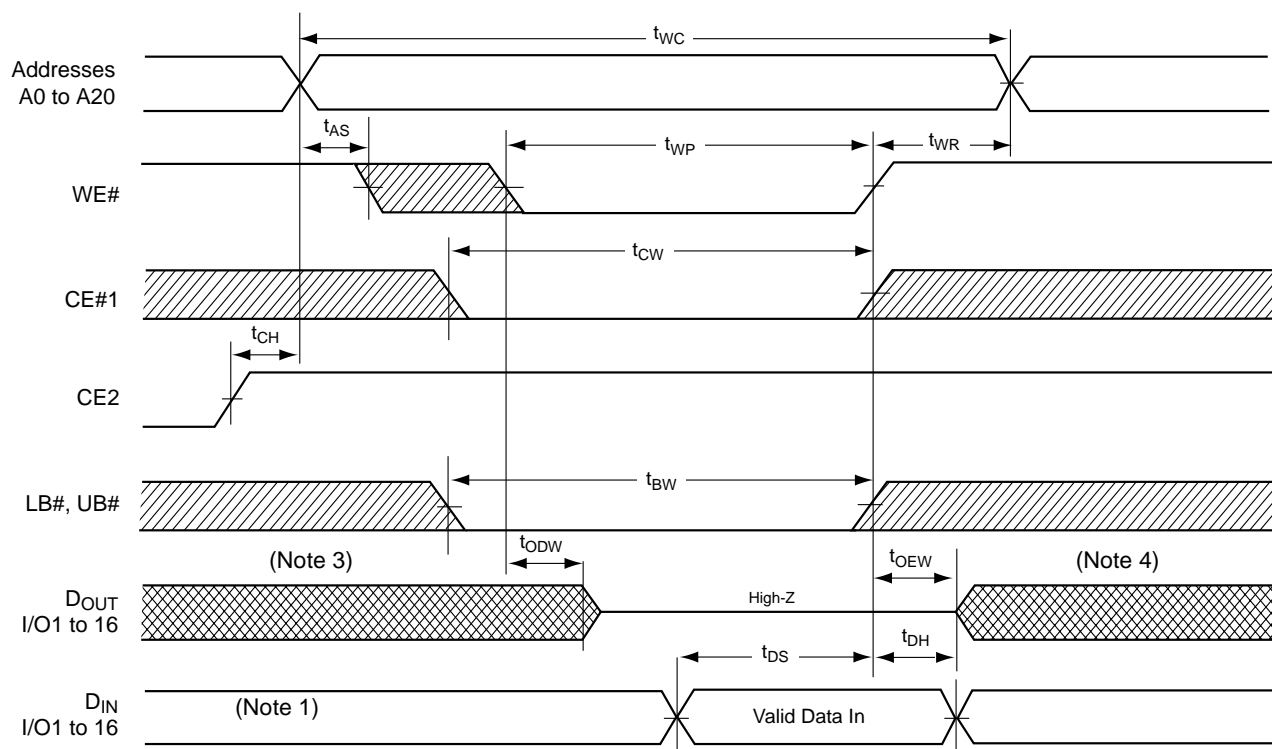 tWC
Addresses
A0 to A20
tAS
tWP
tWR
WE#
tCW
CE#1
tCH
CE2
tBW
LB#, UB#
(Note 3)
tODW
tOEW
(Note 4)
DOUT
I/O1 to 16
High-Z
tDS
tDH
DIN
I/O1 to 16
(Note 1)
Valid Data In